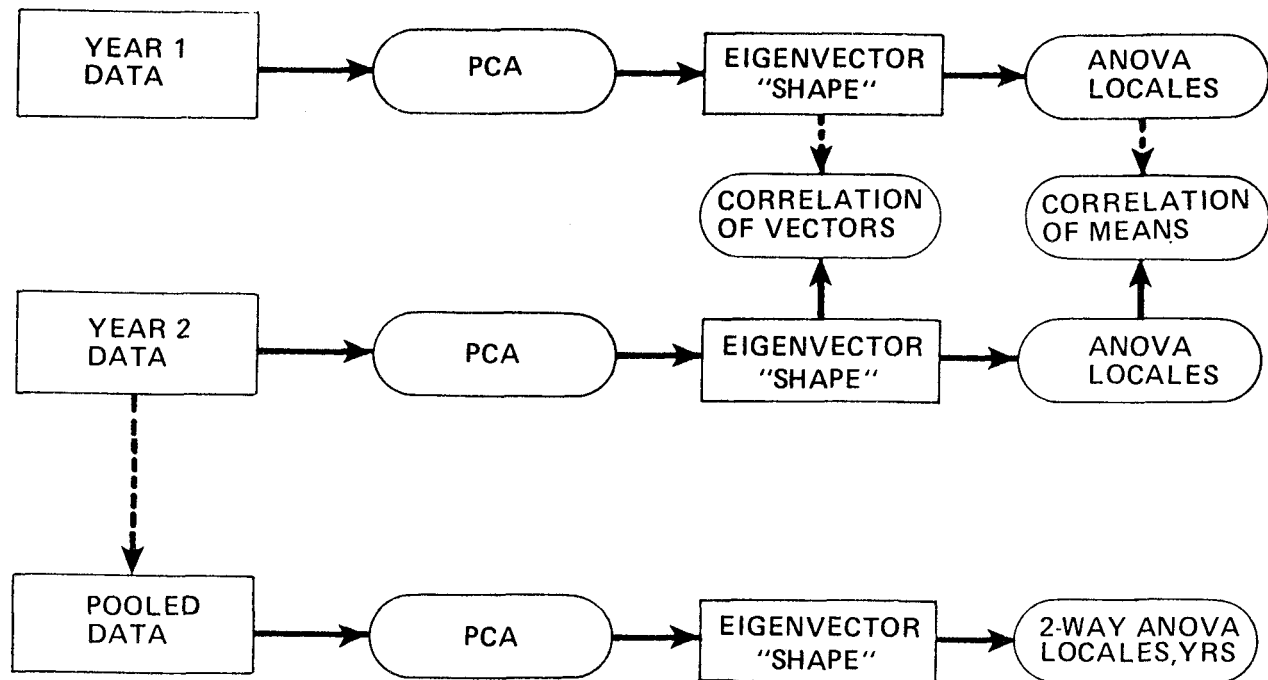 YEAR 1
DATA
PCA
EIGENVECTOR
"SHAPE"
ANOVA
LOCALES
CORRELATION
OF VECTORS
CORRELATION
OF MEANS
YEAR 2
DATA
PCA
EIGENVECTOR
"SHAPE"
ANOVA
LOCALES
POOLED
DATA
PCA
EIGENVECTOR
"SHAPE"
2-WAY ANOVA
LOCALES,YRS